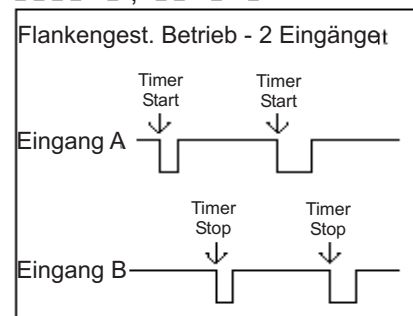 Flankengest. Betrieb - 2 Eingänge
Timer Timer
Start Start
Eingang A
Timer Timer
Stop Stop
Eingang B